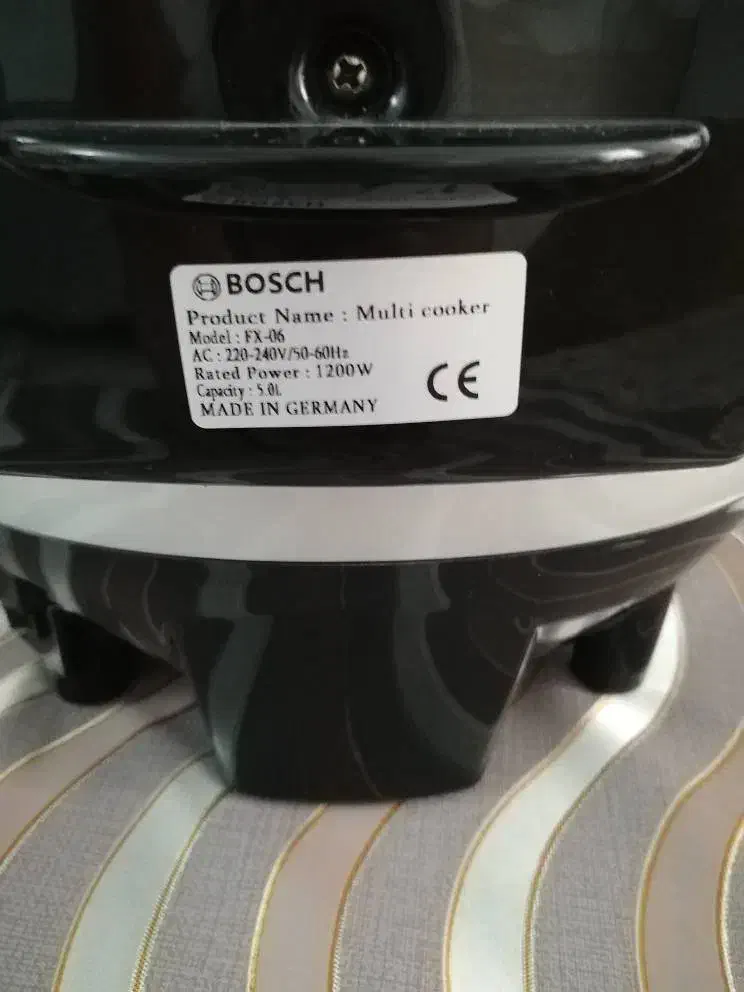 BOSCH
Product Name : Multi cooker
Model : FX-06
AC : 220-240V/50-60Hz
Rated Power : 1200W
Capacity : 5.0L
CE
MADE IN GERMANY